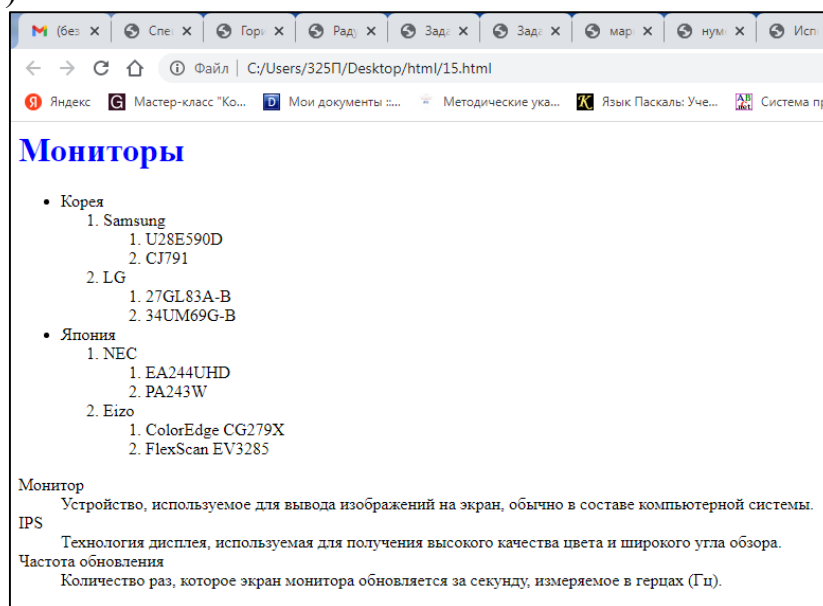 )
(без Спец Гори Раду Зада Зада мар нуме Испо
Файл | C:/Users/325П/Desktop/html/15.html
Яндекс Мастер-класс "Ко... Мои документы ::... Методические ука... Язык Паскаль: Уче... Система пр
Мониторы
• Корея
1. Samsung
1. U28E590D
2. CJ791
2. LG
1. 27GL83A-B
2. 34UM69G-B
• Япония
1. NEC
1. EA244UHD
2. PA243W
2. Eizo
1. ColorEdge CG279X
2. FlexScan EV3285
Монитор
Устройство, используемое для вывода изображений на экран, обычно в составе компьютерной системы.
IPS
Технология дисплея, используемая для получения высокого качества цвета и широкого угла обзора.
Частота обновления
Количество раз, которое экран монитора обновляется за секунду, измеряемое в герцах (Гц).